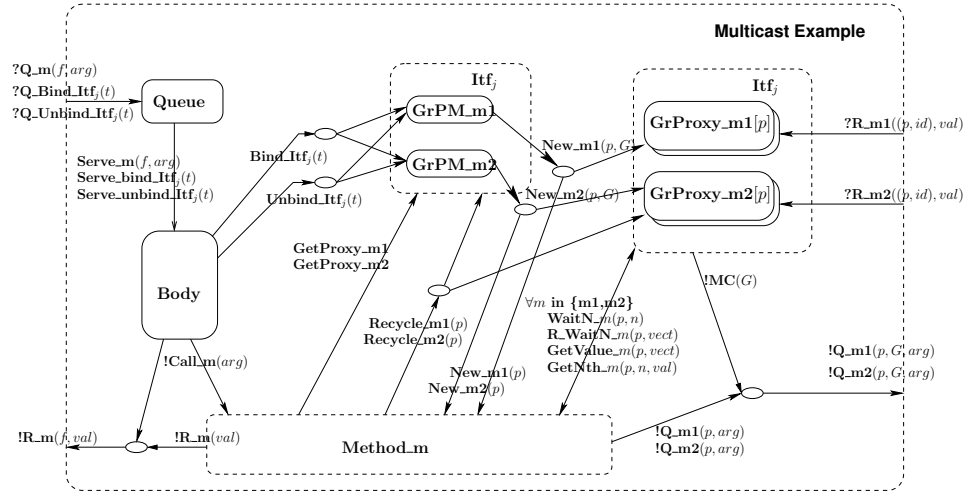 Multicast Example
?Q_m(f, arg)
?Q_Bind_Itf_j(t)
?Q_Unbind_Itf_j(t)
Queue
Itf_j
GrPM_m1
GrPM_m2
Itf_j
GrProxy_m1[p]
GrProxy_m2[p]
?R_m1((p, id), val)
?R_m2((p, id), val)
Bind_Itf_j(t)
Unbind_Itf_j(t)
New_m1(p, G)
New_m2(p, G)
Serve_m(f, arg)
Serve_bind_Itf_j(t)
Serve_unbind_Itf_j(t)
Body
GetProxy_m1
GetProxy_m2
Recycle_m1(p)
Recycle_m2(p)
New_m1(p)
New_m2(p)
∀m in {m1,m2}
WaitN_m(p, n)
R_WaitN_m(p, vect)
GetValue_m(p, vect)
GetNth_m(p, n, val)
!MC(G)
!Q_m1(p, G, arg)
!Q_m2(p, G, arg)
!Call_m(arg)
!R_m(f, val)
!R_m(val)
Method_m
!Q_m1(p, arg)
!Q_m2(p, arg)